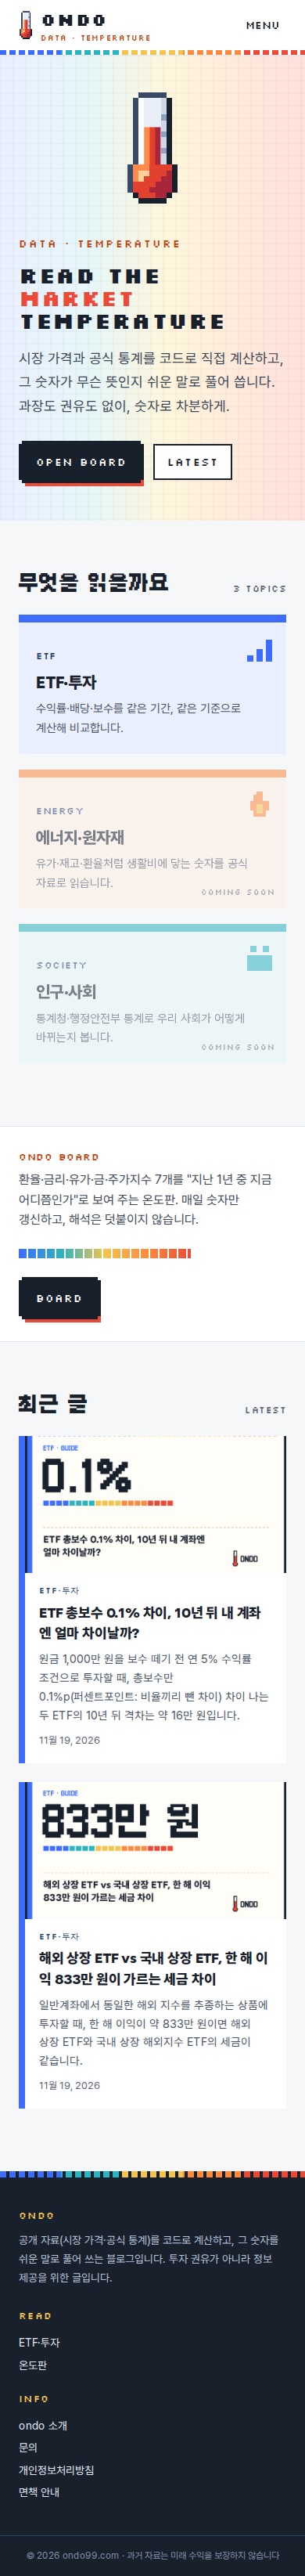 ONDO
DATA · TEMPERATURE
MENU
DATA · TEMPERATURE
READ THE
MARKET
TEMPERATURE
시장 가격과 공식 통계를 코드로 직접 계산하고,
그 숫자가 무슨 뜻인지 쉬운 말로 풀어 씁니다.
과장도 권유도 없이, 숫자로 차분하게.
OPEN BOARD
LATEST
무엇을 읽을까요
3 TOPICS
ETF
ETF·투자
수익률·배당·보수를 같은 기간, 같은 기준으로
계산해 비교합니다.
ENERGY
에너지·원자재
유가·재고·환율처럼 생활비에 닿는 숫자를 공식
자료로 읽습니다.
COMING SOON
SOCIETY
인구·사회
통계청·행정안전부 통계로 우리 사회가 어떻게
바뀌는지 봅니다.
COMING SOON
ONDO BOARD
환율·금리·유가·금·주가지수 7개를 "지난 1년 중 지금
어디쯤인가"로 보여 주는 온도판. 매일 숫자만
갱신하고, 해석은 덧붙이지 않습니다.
BOARD
최근 글
LATEST
ETF · GUIDE
0.1%
ETF 총보수 0.1% 차이, 10년 뒤 내 계좌엔
얼마 차이날까?
ONDO
ETF·투자
ETF 총보수 0.1% 차이, 10년 뒤 내 계좌
엔 얼마 차이날까?
원금 1,000만 원을 보수 떼기 전 연 5% 수익률
조건으로 투자할 때, 총보수만
0.1%p(퍼센트포인트: 비율끼리 뺀 차이) 차이 나는
두 ETF의 10년 뒤 격차는 약 16만 원입니다.
11월 19, 2026
ETF · GUIDE
833만 원
해외 상장 ETF vs 국내 상장 ETF, 한 해 이익
833만 원이 가르는 세금 차이
ONDO
ETF·투자
해외 상장 ETF vs 국내 상장 ETF, 한 해 이
익 833만 원이 가르는 세금 차이
일반계좌에서 동일한 해외 지수를 추종하는 상품에
투자할 때, 한 해 이익이 약 833만 원이면 해외
상장 ETF와 국내 상장 해외지수 ETF의 세금이
같습니다.
11월 19, 2026
ONDO
공개 자료(시장 가격·공식 통계)를 코드로 계산하고, 그 숫자를
쉬운 말로 풀어 쓰는 블로그입니다. 투자 권유가 아니라 정보
제공을 위한 글입니다.
READ
ETF·투자
온도판
INFO
ondo 소개
문의
개인정보처리방침
면책 안내
© 2026 ondo99.com · 과거 자료는 미래 수익을 보장하지 않습니다